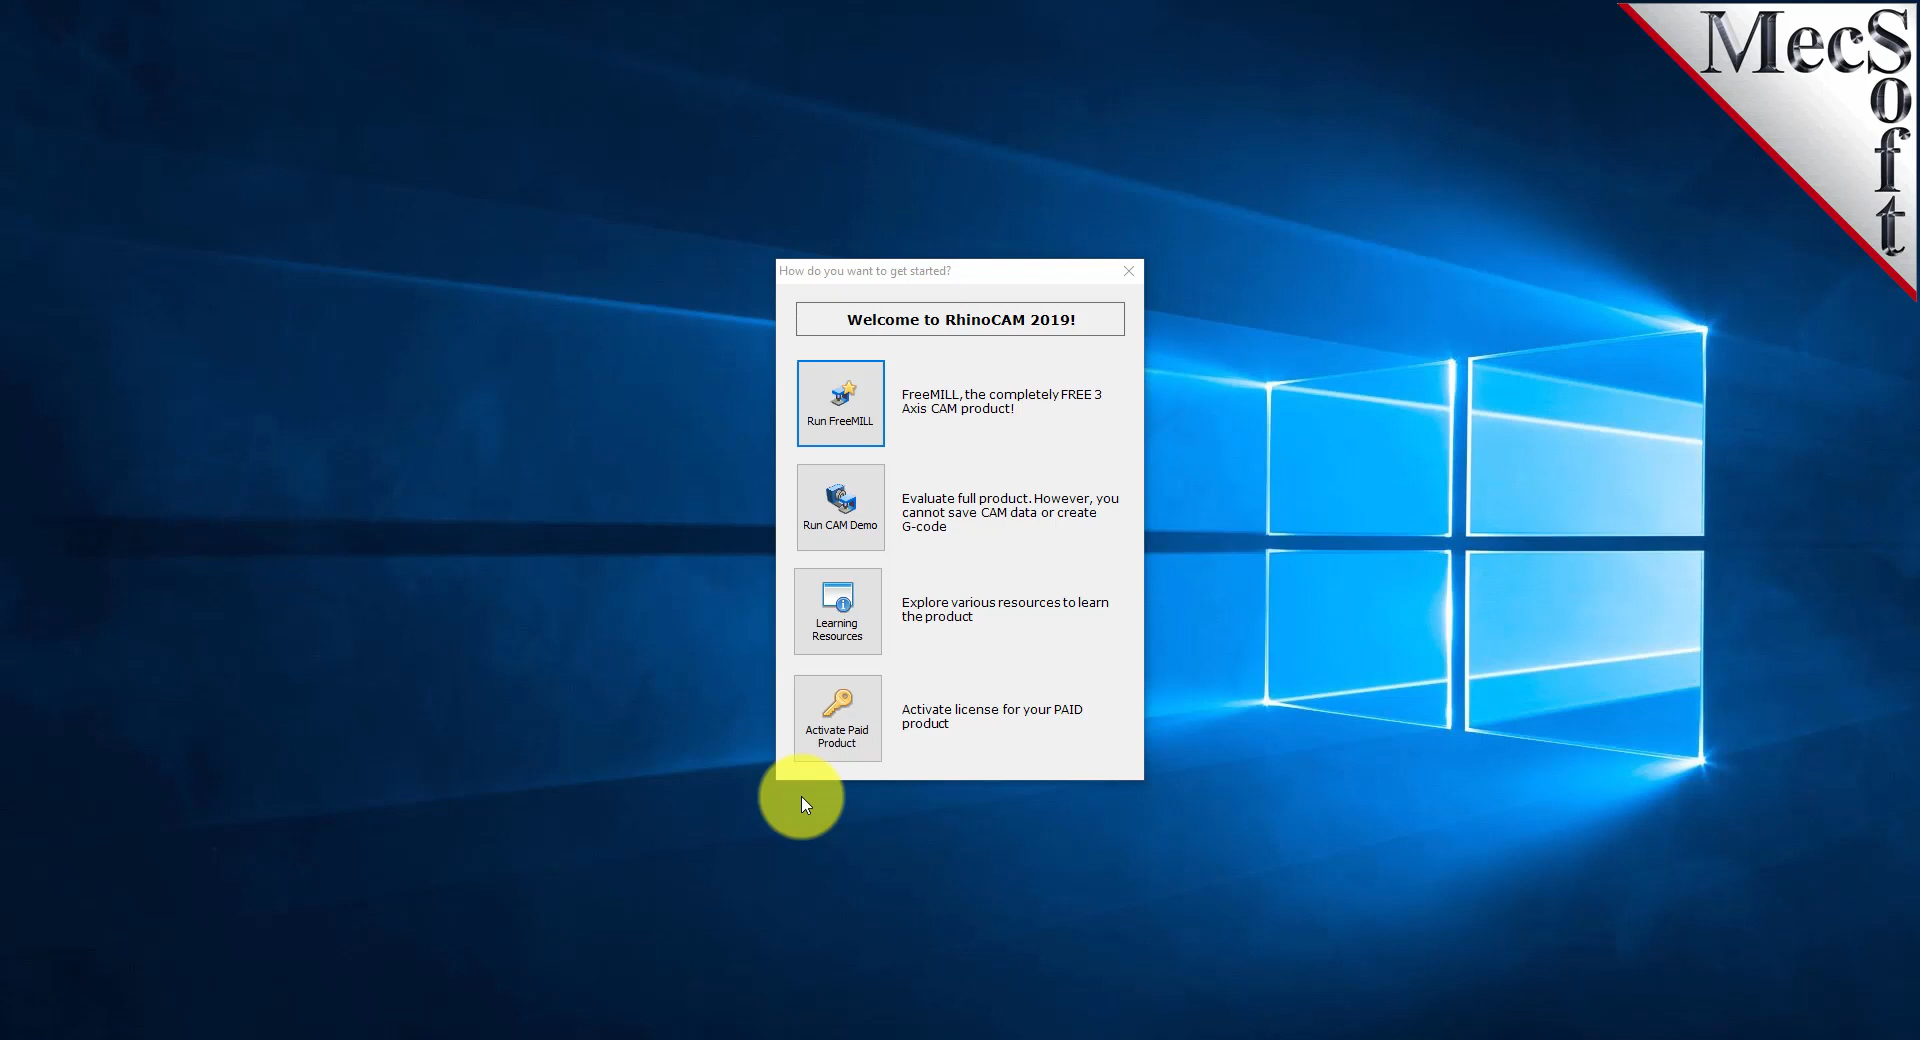 MecSoft
How do you want to get started?
Welcome to RhinoCAM 2019!
Run FreeMILL
FreeMILL, the completely FREE 3
Axis CAM product!
Run CAM Demo
Evaluate full product. However, you
cannot save CAM data or create
G-code
Learning
Resources
Explore various resources to learn
the product
Activate Paid
Product
Activate license for your PAID
product